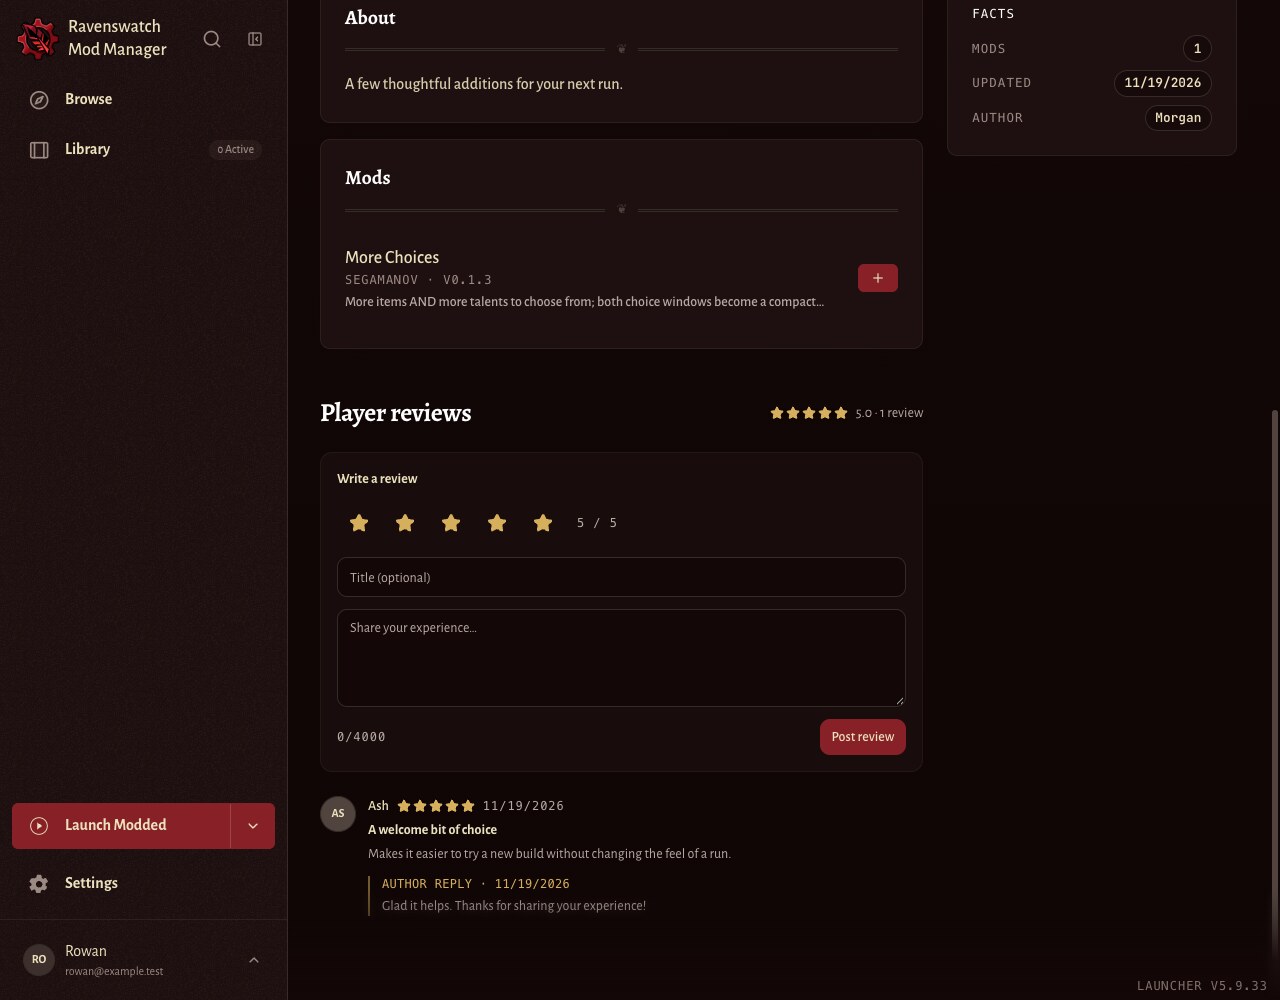 Ravenswatch
Mod Manager
Browse
Library
0 Active
About
A few thoughtful additions for your next run.
FACTS
MODS
1
UPDATED
11/19/2026
AUTHOR
Morgan
Mods
More Choices
SEGAMANOV · V0.1.3
More items AND more talents to choose from; both choice windows become a compact…
Player reviews
5.0 · 1 review
Write a review
5 / 5
Title (optional)
Share your experience…
0/4000
Post review
AS
Ash
11/19/2026
A welcome bit of choice
Makes it easier to try a new build without changing the feel of a run.
AUTHOR REPLY · 11/19/2026
Glad it helps. Thanks for sharing your experience!
Launch Modded
Settings
RO
Rowan
rowan@example.test
LAUNCHER V5.9.33